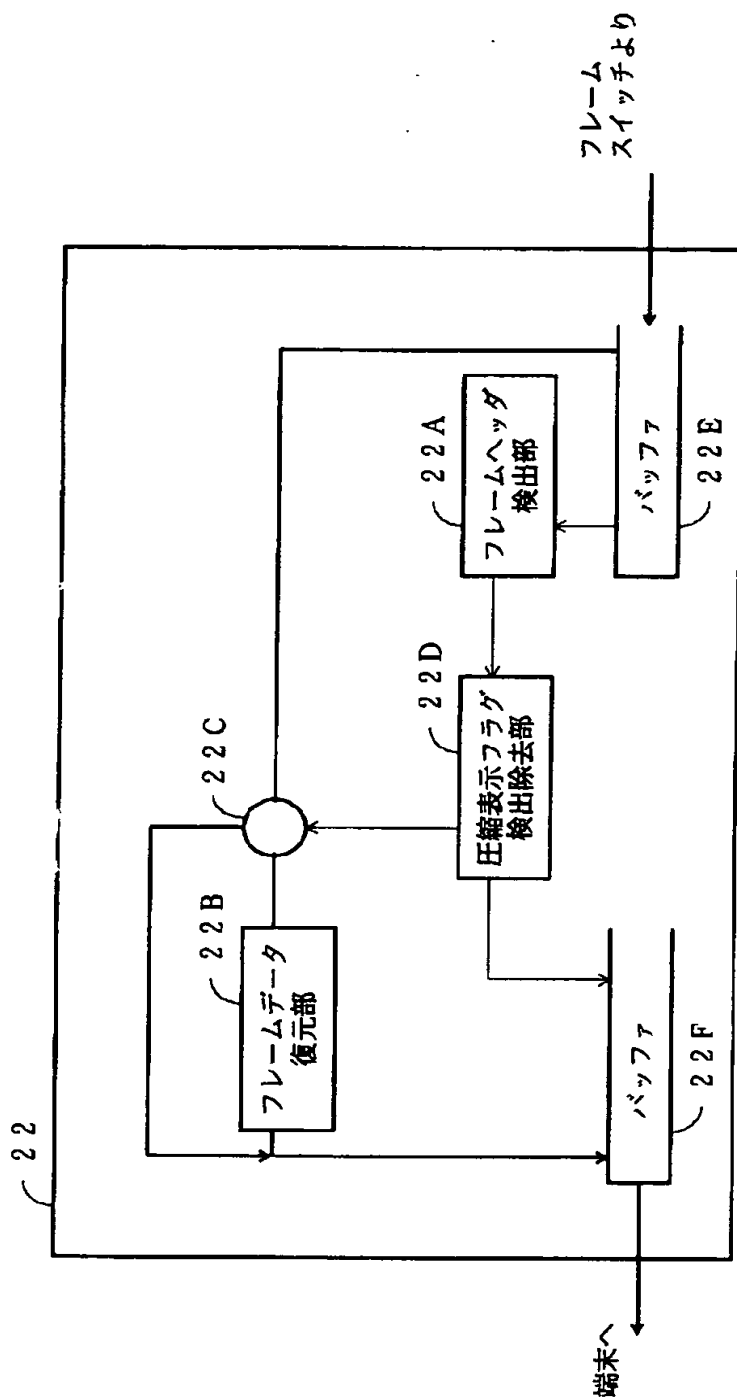 22
フレームデータ
復元部
22B
22C
圧縮表示フラグ
検出除去部
22D
フレームヘッダ
検出部
22A
フレーム
スイッチより
端末へ
バッファ
22F
バッファ
22E